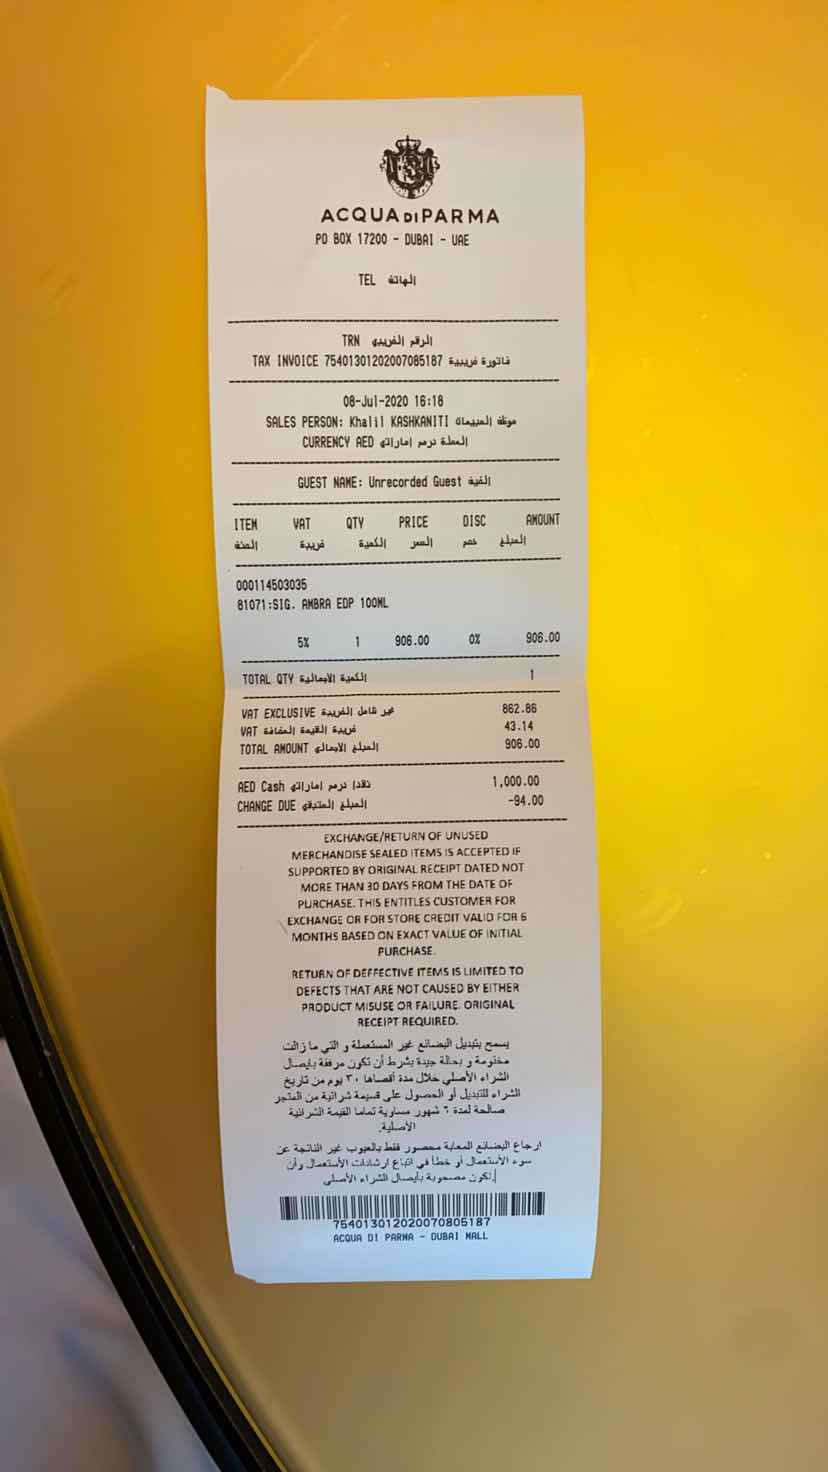 ACQUA DI PARMA
PO BOX 17200 - DUBAI - UAE
TEL الهاتف
TRN الرقم الضريبي
TAX INVOICE 75401301202007085187 فاتورة ضريبية
08-Jul-2020 16:18
SALES PERSON: Khalil KASHKANITI موظف المبيعات
CURRENCY AED العملة درهم اماراتي
GUEST NAME: Unrecorded Guest
ITEM VAT QTY PRICE DISC AMOUNT
الصنف ضريبة الكمية السعر خصم المبلغ
000114503035
81071:SIG. AMBRA EDP 100ML
5% 1 906.00 0% 906.00
TOTAL QTY الكمية الاجمالية 1
VAT EXCLUSIVE غير شامل الضريبة 862.86
VAT ضريبة القيمة المضافة 43.14
TOTAL AMOUNT المبلغ الاجمالي 906.00
AED Cash نقدا درهم اماراتي 1,000.00
CHANGE DUE المبلغ المتبقي -94.00
EXCHANGE/RETURN OF UNUSED
MERCHANDISE SEALED ITEMS IS ACCEPTED IF
SUPPORTED BY ORIGINAL RECEIPT DATED NOT
MORE THAN 30 DAYS FROM THE DATE OF
PURCHASE. THIS ENTITLES CUSTOMER FOR
EXCHANGE OR FOR STORE CREDIT VALID FOR 6
MONTHS BASED ON EXACT VALUE OF INITIAL
PURCHASE.
RETURN OF DEFFECTIVE ITEMS IS LIMITED TO
DEFECTS THAT ARE NOT CAUSED BY EITHER
PRODUCT MISUSE OR FAILURE. ORIGINAL
RECEIPT REQUIRED.
يسمح بتبديل البضائع غير المستعملة و التي ما زالت
مختومة و بحالة جيدة بشرط أن تكون مرفقة بايصال
الشراء الأصلي خلال مدة أقصاها ٣٠ يوم من تاريخ
الشراء للتبديل أو الحصول على قسيمة شرائية من المتجر
صالحة لمدة ٦ شهور مساوية تماما القيمة الشرائية
الأصلية.
ارجاع البضائع المعابة محصور فقط بالعيوب غير الناتجة عن
سوء الأستعمال أو خطأ في اتباع ارشادات الأستعمال وأن
تكون مصحوبة بأيصال الشراء الأصلى.
754013012020070805187
ACQUA DI PARMA - DUBAI MALL